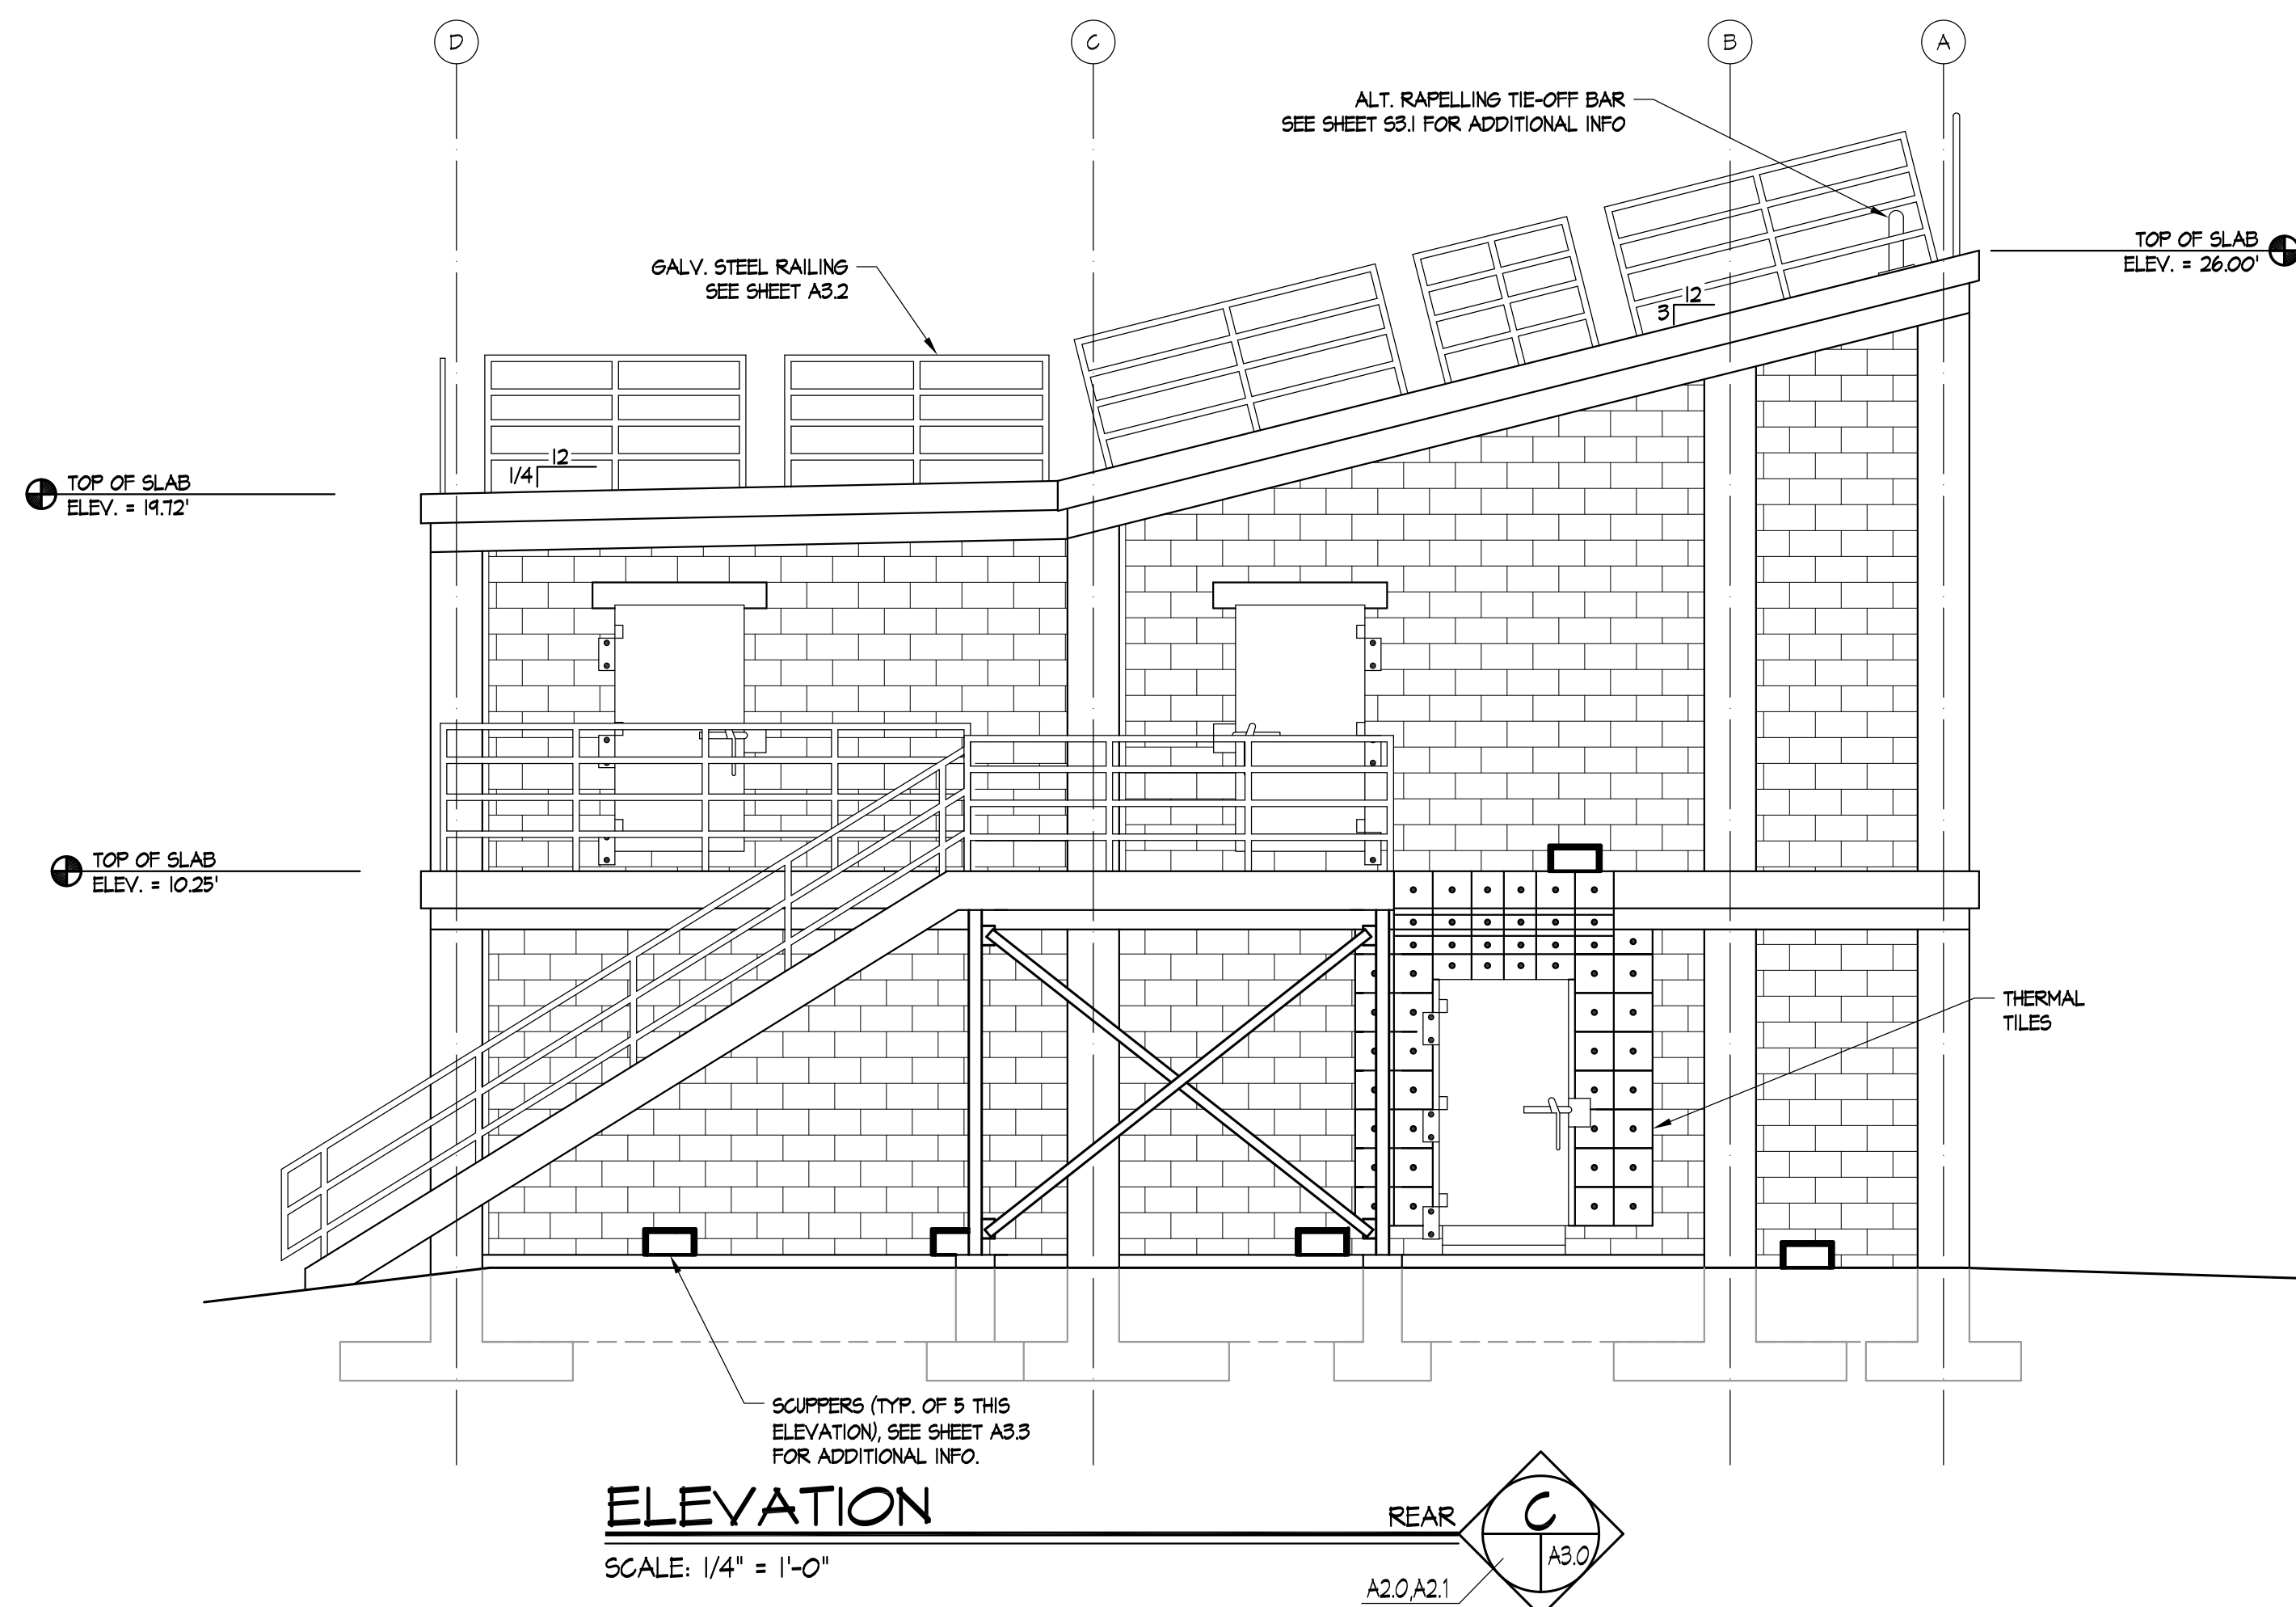 D
C
B
A
ALT. RAPELLING TIE-OFF BAR
SEE SHEET S3.1 FOR ADDITIONAL INFO
TOP OF SLAB
ELEV. = 26.00'
GALV. STEEL RAILING
SEE SHEET A3.2
12
3
12
1/4
TOP OF SLAB
ELEV. = 19.72'
TOP OF SLAB
ELEV. = 10.25'
THERMAL
TILES
SCUPPERS (TYP. OF 5 THIS
ELEVATION), SEE SHEET A3.3
FOR ADDITIONAL INFO.
ELEVATION
REAR
C
A3.0
SCALE: 1/4" = 1'-0"
A2.0,A2.1